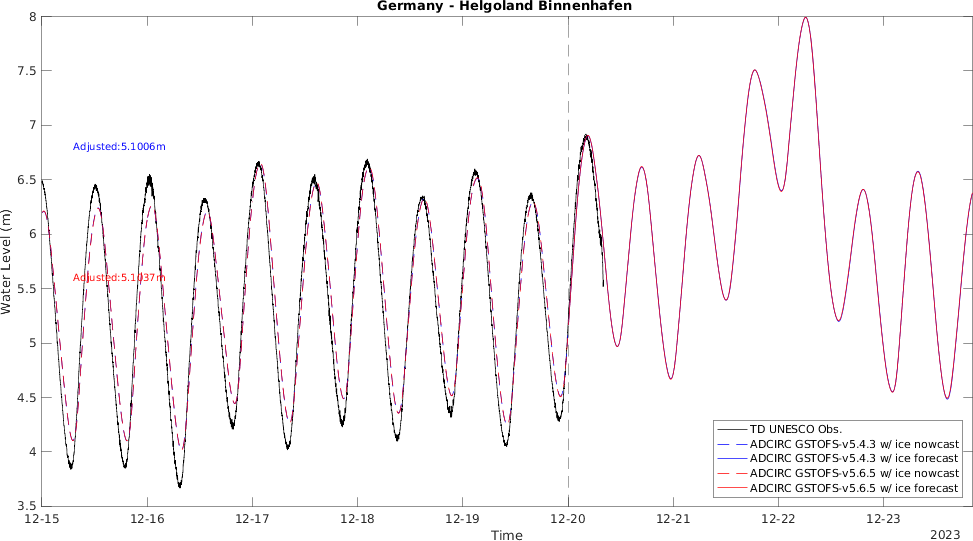 Germany - Helgoland Binnenhafen
8
7.5
7
6.5
6
5.5
5
4.5
4
3.5
Water Level (m)
Adjusted:5.1006m
Adjusted:5.1037m
TD UNESCO Obs.
ADCIRC GSTOFS-v5.4.3 w/ ice nowcast
ADCIRC GSTOFS-v5.4.3 w/ ice forecast
ADCIRC GSTOFS-v5.6.5 w/ ice nowcast
ADCIRC GSTOFS-v5.6.5 w/ ice forecast
12-15 12-16 12-17 12-18 12-19 12-20 12-21 12-22 12-23
Time
2023